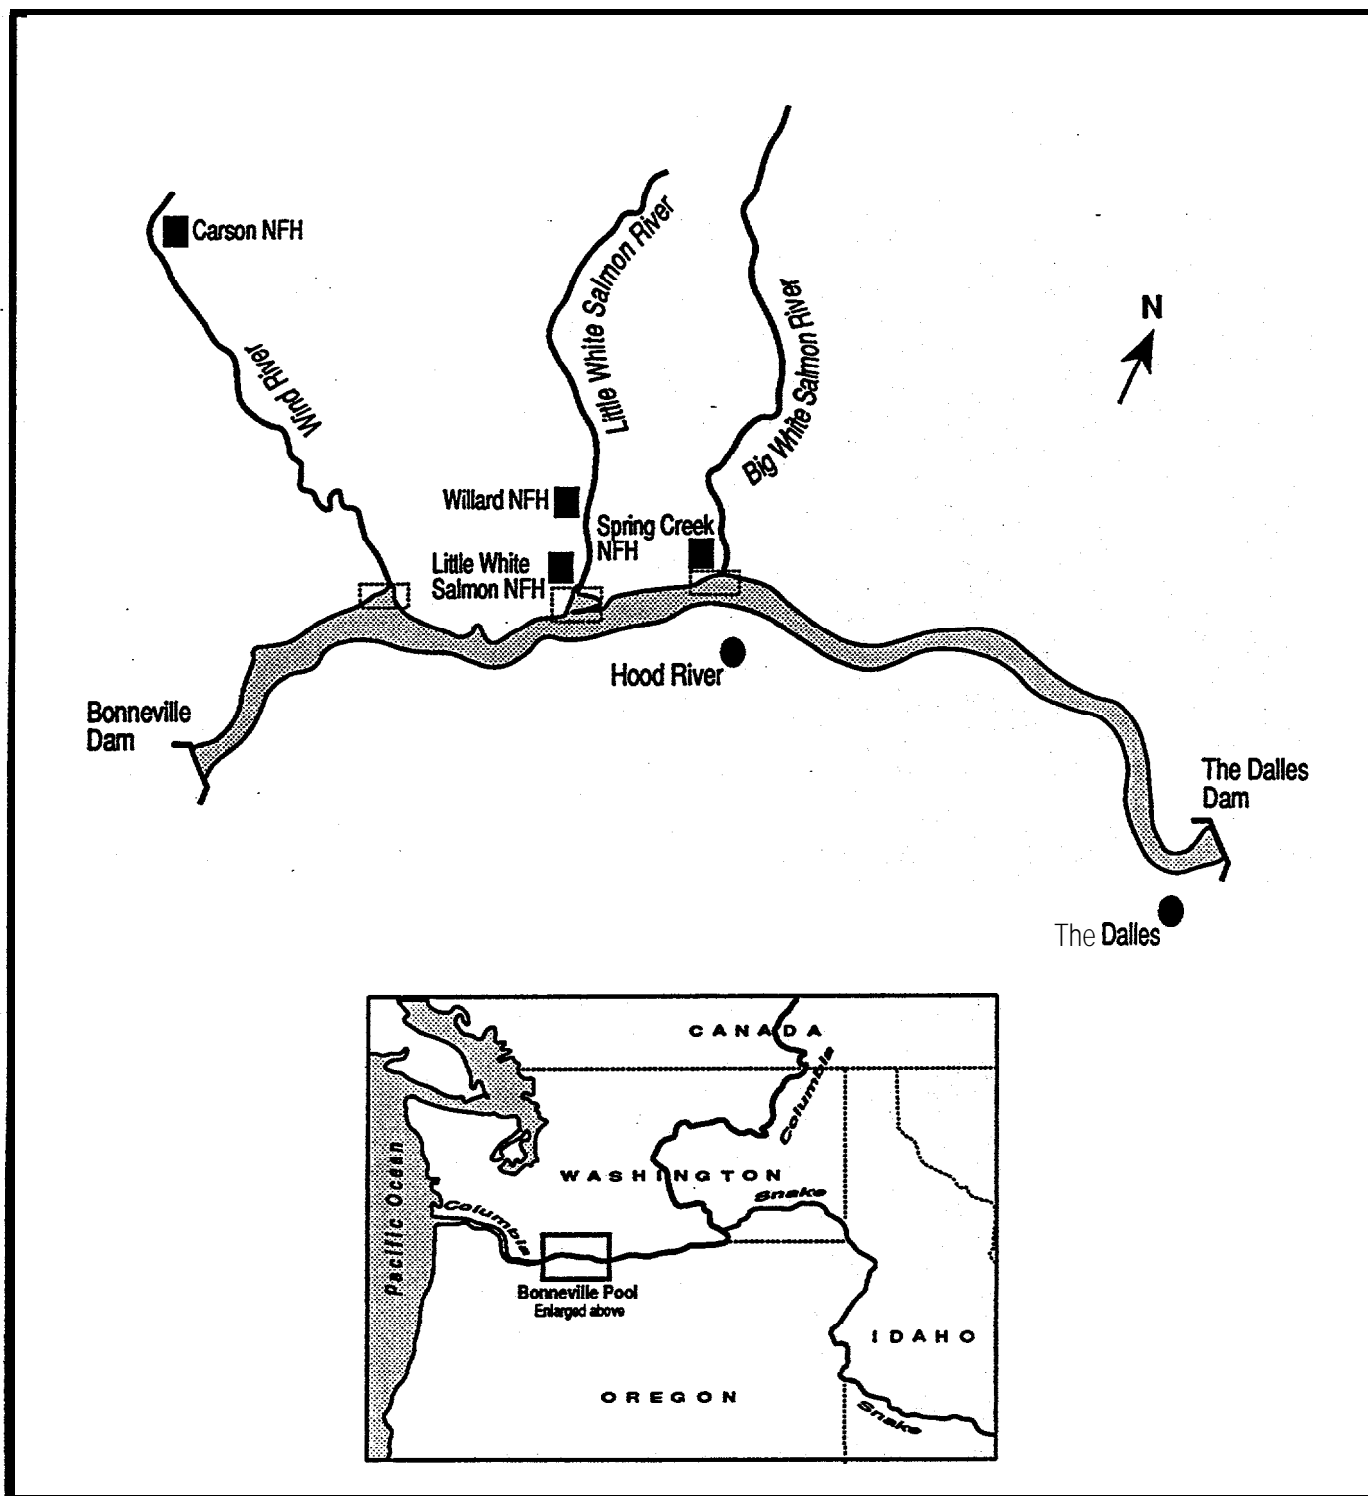 Carson NFH
Wind River
Little White Salmon River
Big White Salmon River
N
Willard NFH
Spring Creek
NFH
Little White
Salmon NFH
Hood River
Bonneville
Dam
The Dalles
Dam
The Dalles
CANADA
Columbia
WASHINGTON
Snake
Pacific Ocean
Columbia
Bonneville Pool
Enlarged above
IDAHO
OREGON
Snake